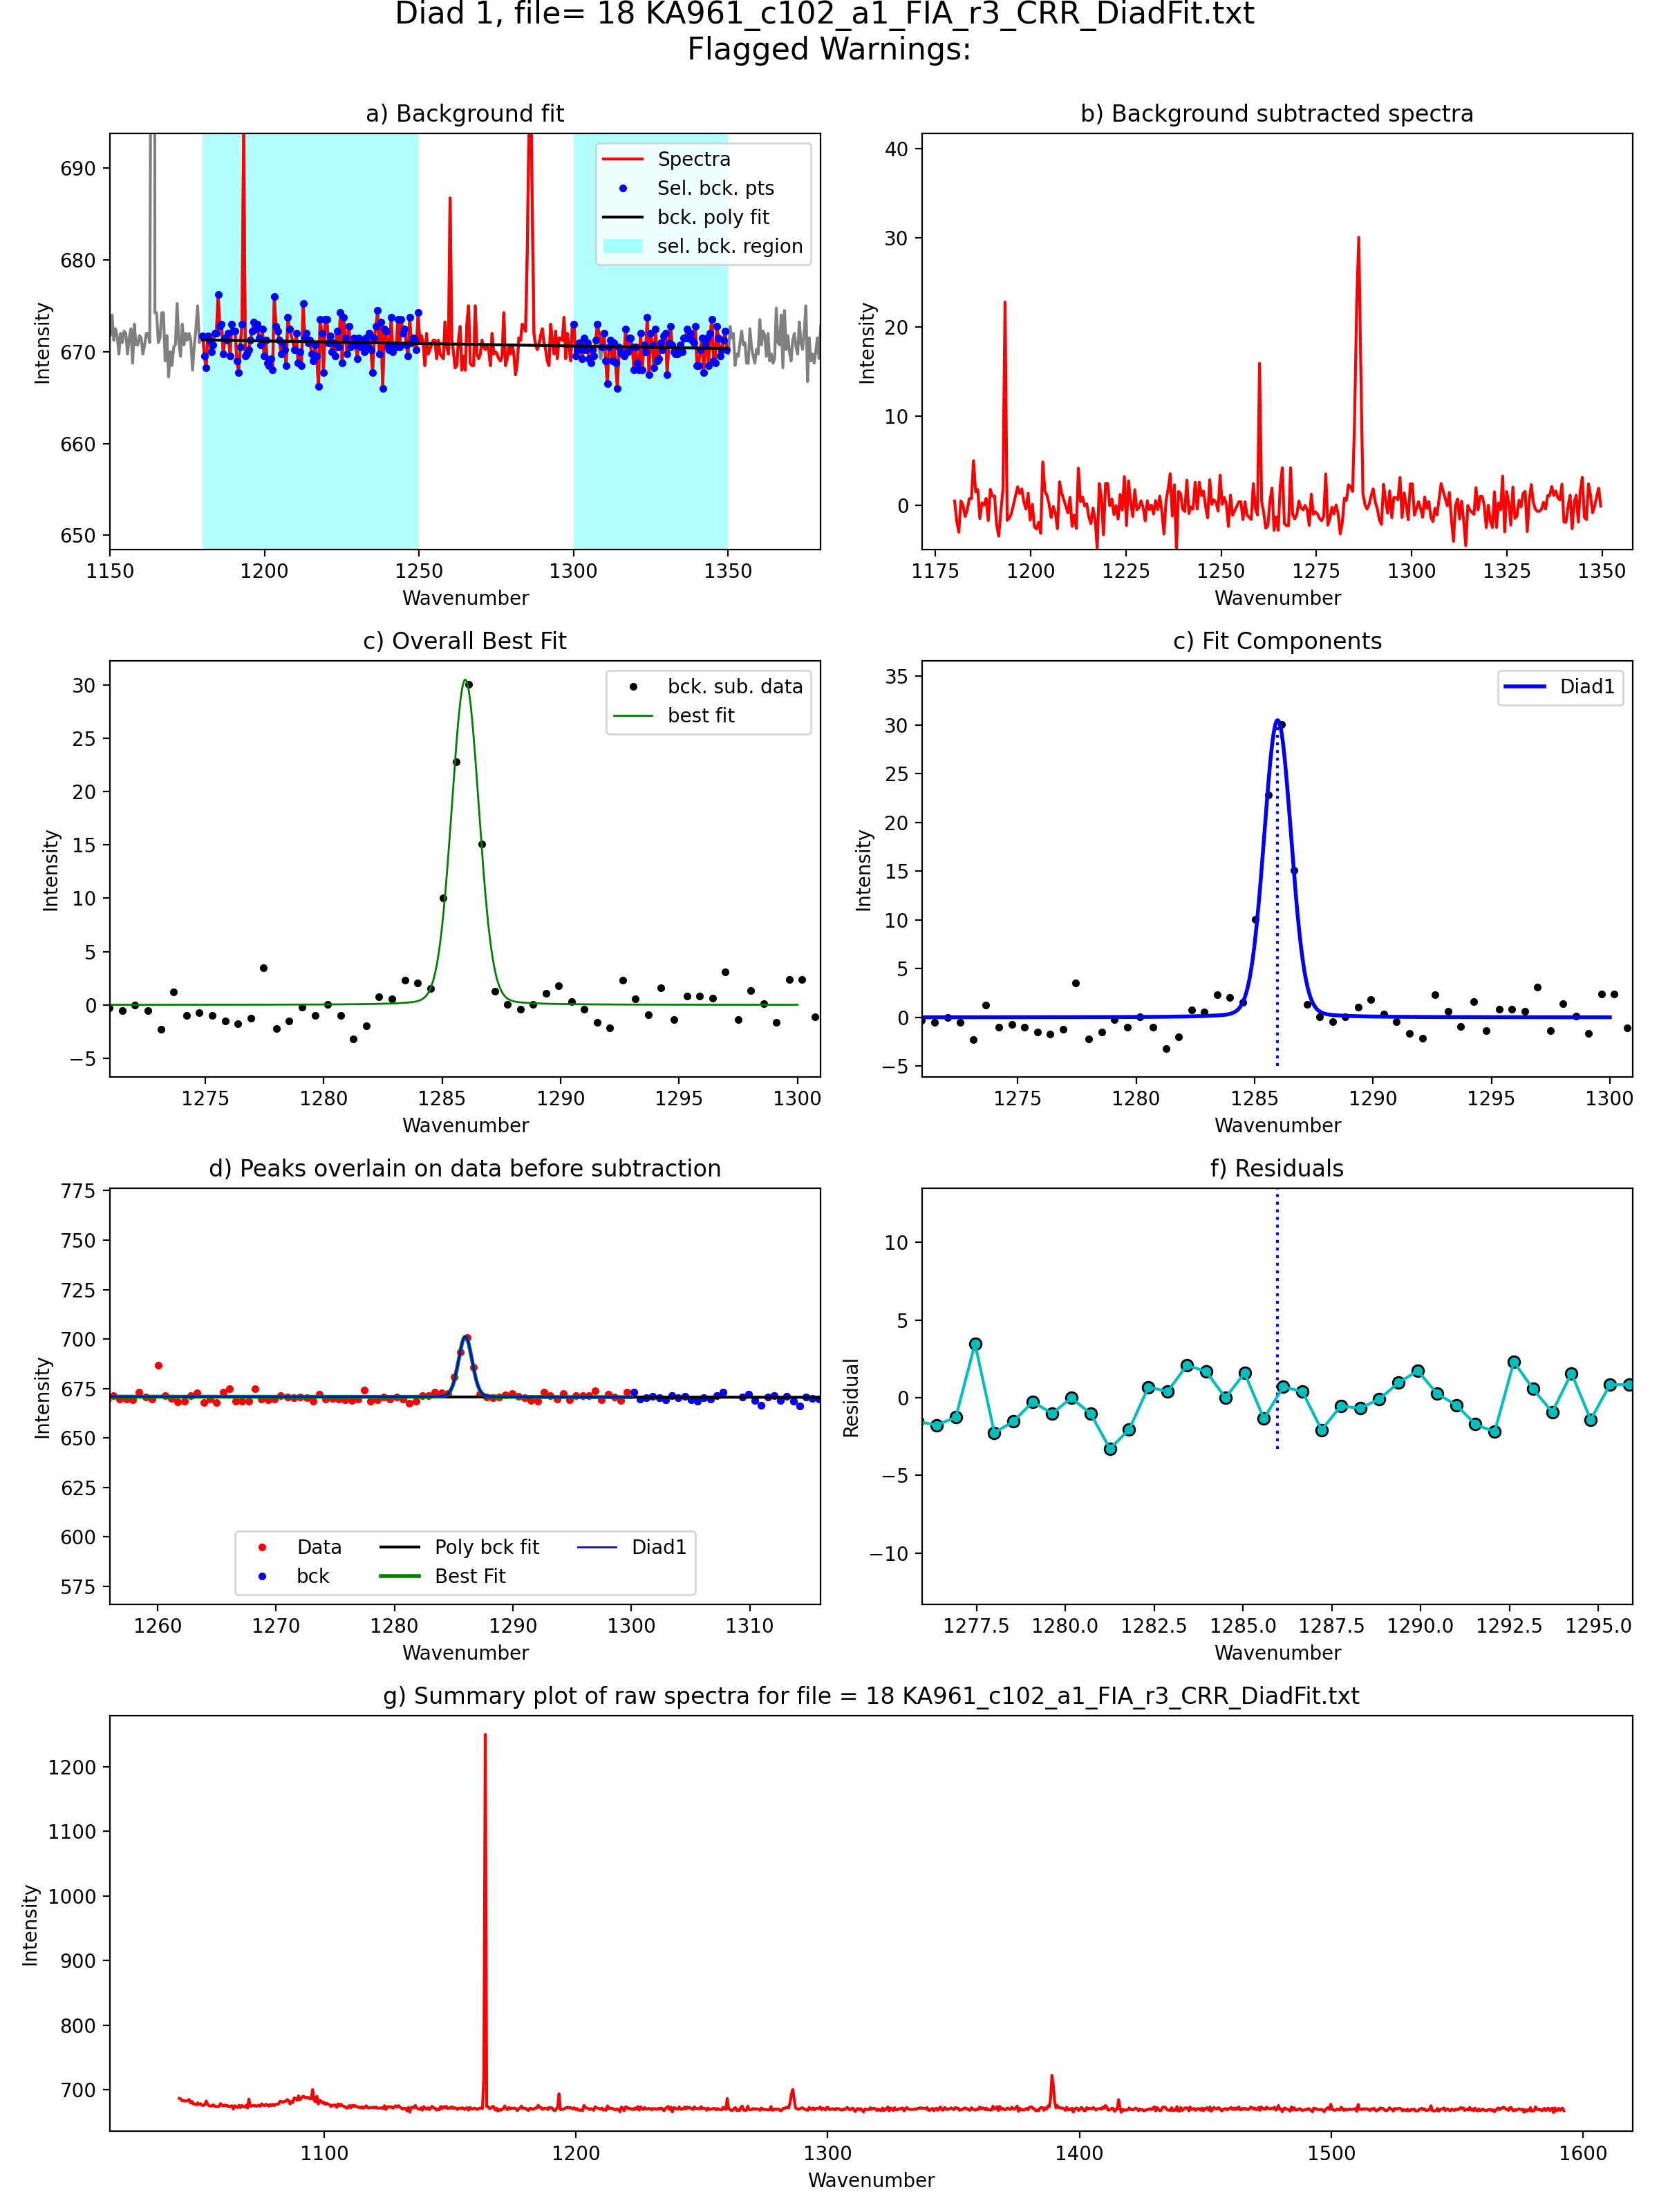 Diad 1, file= 18 KA961_c102_a1_FIA_r3_CRR_DiadFit.txt
Flagged Warnings:
a) Background fit
690
680
670
660
650
1150
1200
1250
1300
1350
Intensity
Wavenumber
Spectra
Sel. bck. pts
bck. poly fit
sel. bck. region
b) Background subtracted spectra
40
30
20
10
0
1175
1200
1225
1250
1275
1300
1325
1350
Intensity
Wavenumber
c) Overall Best Fit
30
25
20
15
10
5
0
−5
1275
1280
1285
1290
1295
1300
Intensity
Wavenumber
bck. sub. data
best fit
c) Fit Components
35
30
25
20
15
10
5
0
−5
1275
1280
1285
1290
1295
1300
Intensity
Wavenumber
Diad1
d) Peaks overlain on data before subtraction
775
750
725
700
675
650
625
600
575
1260
1270
1280
1290
1300
1310
Intensity
Wavenumber
Data
bck
Poly bck fit
Best Fit
Diad1
f) Residuals
10
5
0
−5
−10
1277.5
1280.0
1282.5
1285.0
1287.5
1290.0
1292.5
1295.0
Residual
Wavenumber
g) Summary plot of raw spectra for file = 18 KA961_c102_a1_FIA_r3_CRR_DiadFit.txt
1200
1100
1000
900
800
700
1100
1200
1300
1400
1500
1600
Intensity
Wavenumber